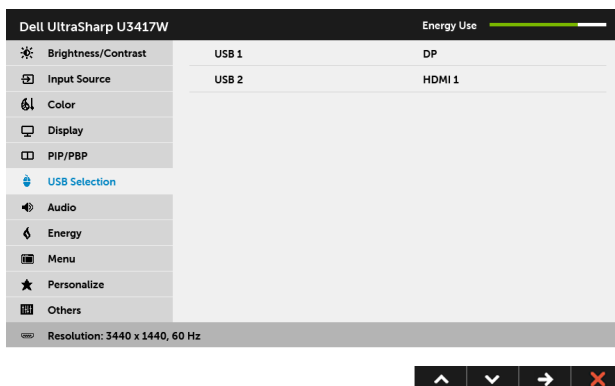 Dell UltraSharp U3417W Energy Use
Brightness/Contrast USB 1 DP
Input Source USB 2 HDMI 1
Color
Display
PIP/PBP
USB Selection
Audio
Energy
Menu
Personalize
Others
Resolution: 3440 x 1440, 60 Hz